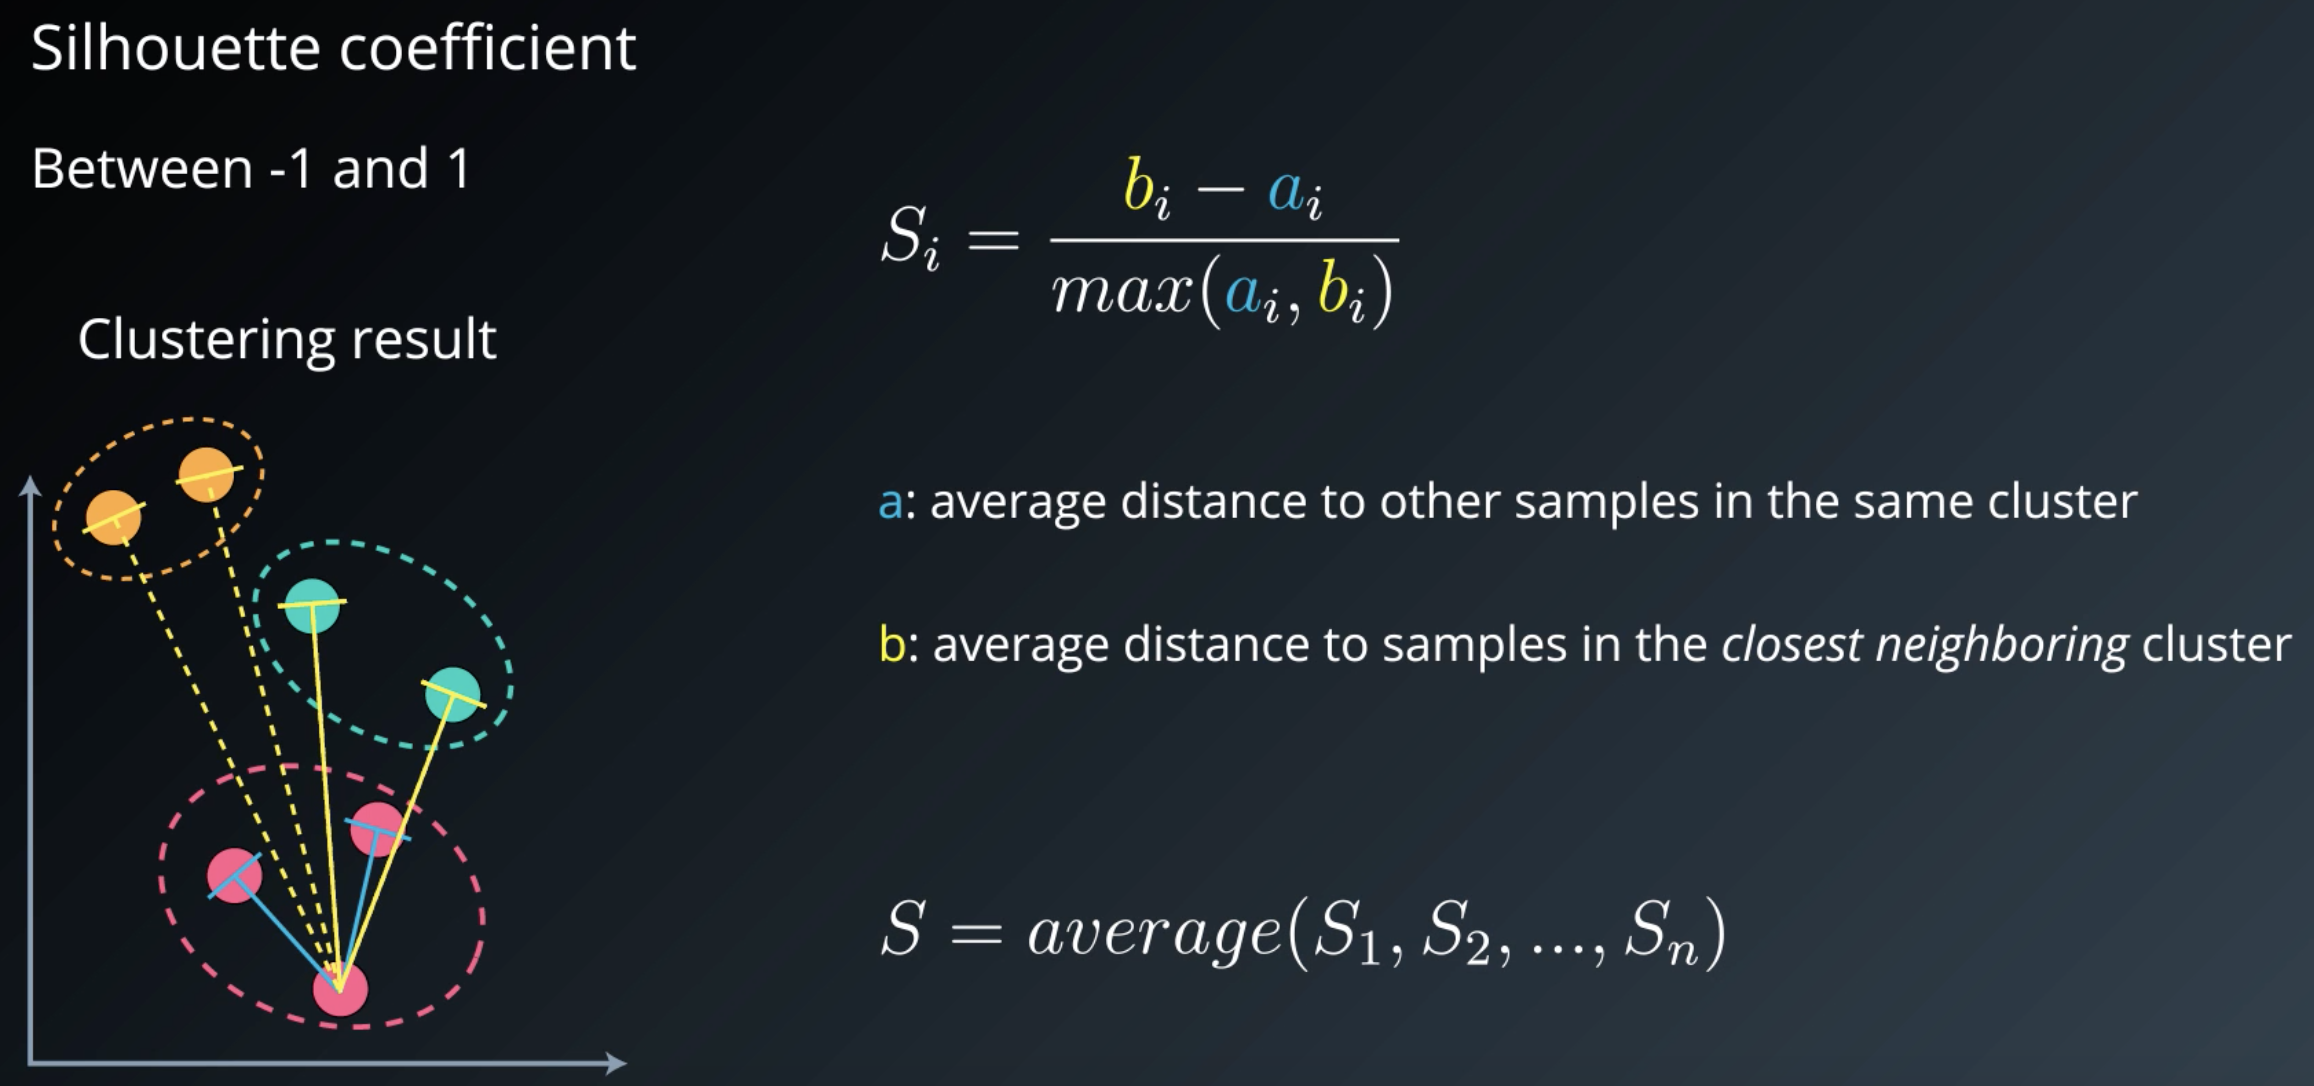 Silhouette coefficient
Between -1 and 1
Clustering result
S_i = \frac{b_i - a_i}{max(a_i, b_i)}
a: average distance to other samples in the same cluster
b: average distance to samples in the closest neighboring cluster
S = average(S_1, S_2, ..., S_n)